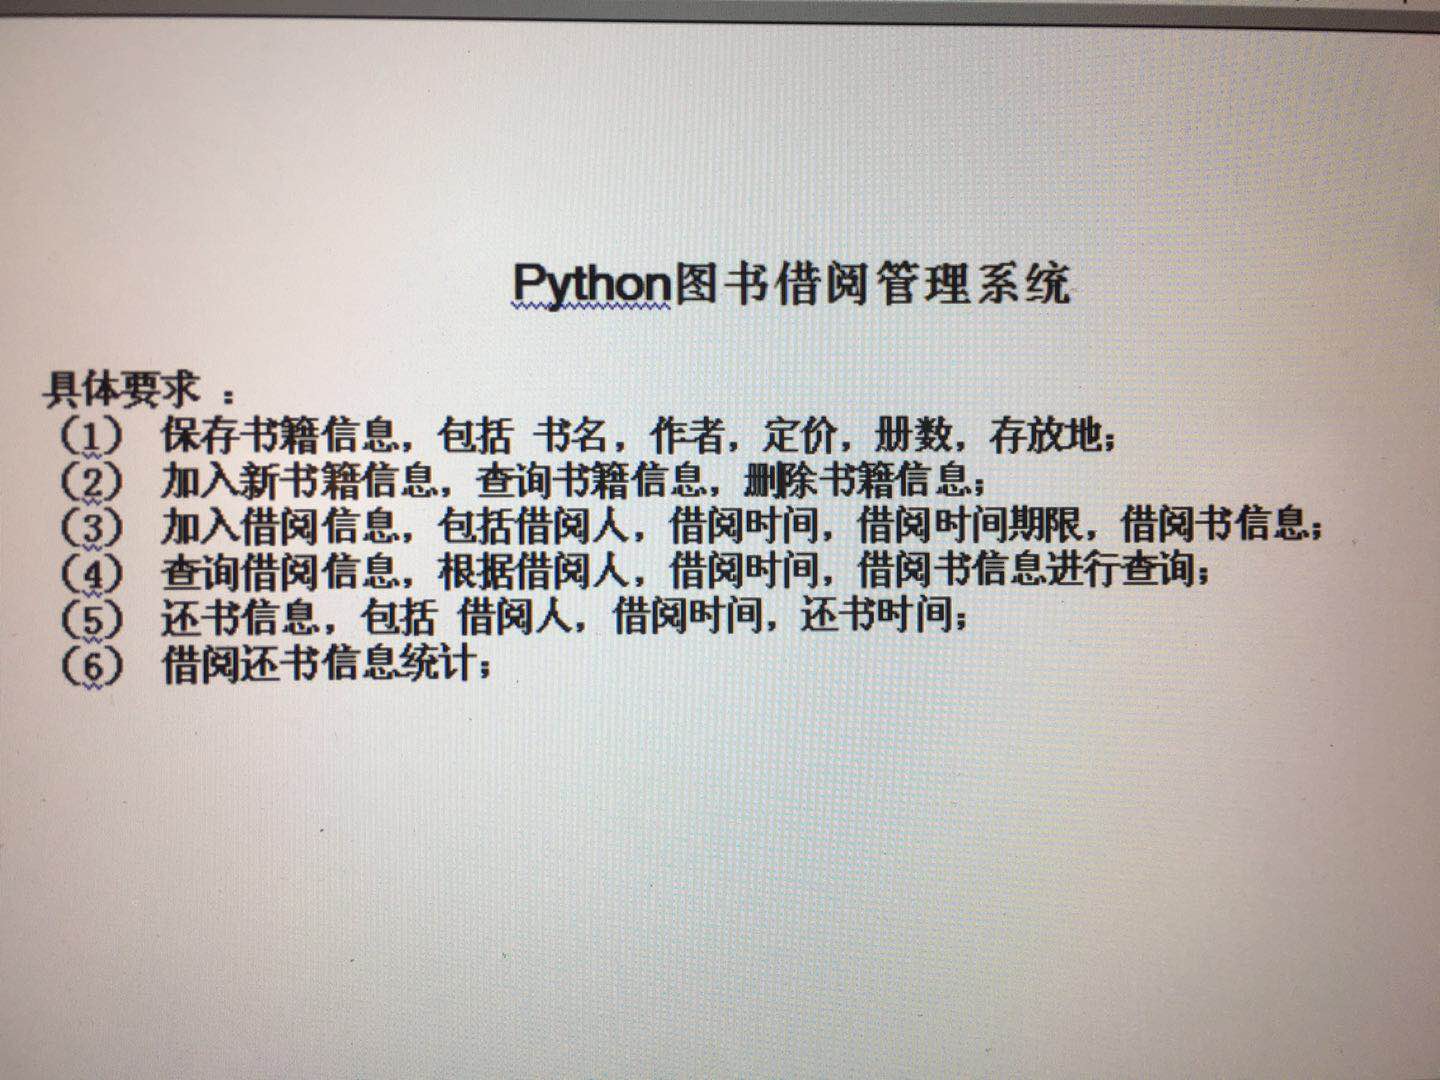 Python图书借阅管理系统
具体要求 ：
（1） 保存书籍信息，包括 书名，作者，定价，册数，存放地；
（2） 加入新书籍信息，查询书籍信息，删除书籍信息；
（3） 加入借阅信息，包括借阅人，借阅时间，借阅时间期限，借阅书信息；
（4） 查询借阅信息，根据借阅人，借阅时间，借阅书信息进行查询；
（5） 还书信息，包括 借阅人，借阅时间，还书时间；
（6） 借阅还书信息统计；